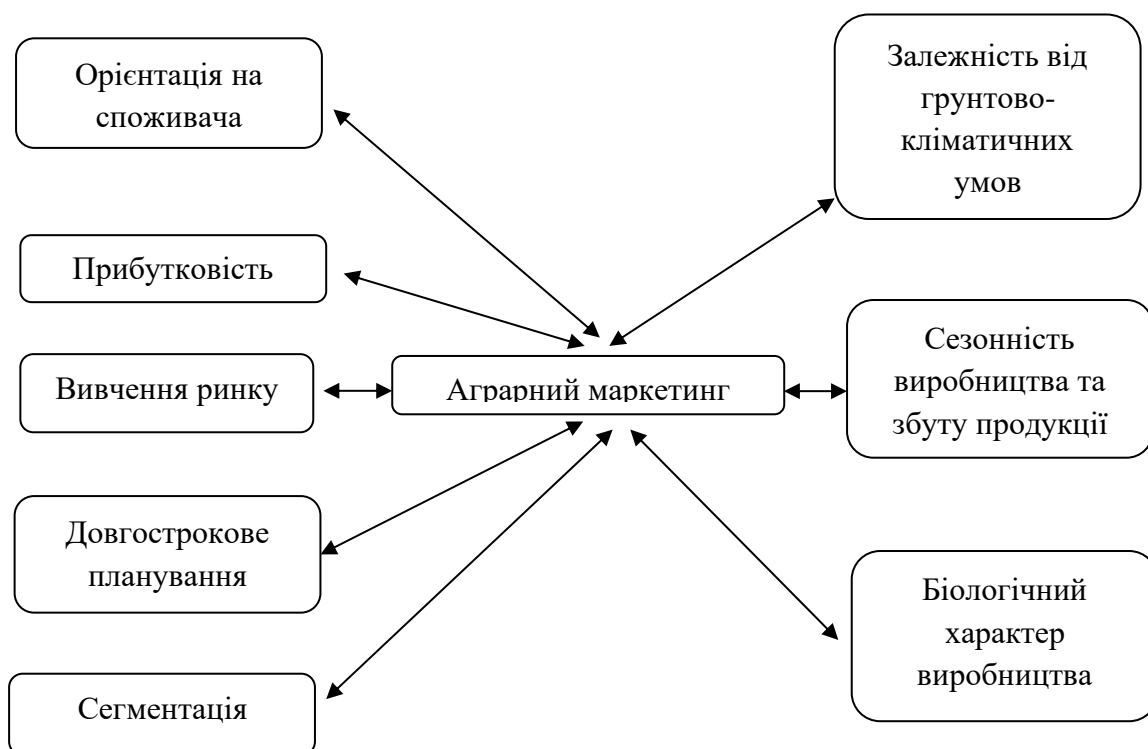 Орієнтація на
споживача
Прибутковість
Вивчення ринку
Довгострокове
планування
Сегментація
Аграрний маркетинг
Залежність від
грунтово-
кліматичних
умов
Сезонність
виробництва та
збуту продукції
Біологічний
характер
виробництва